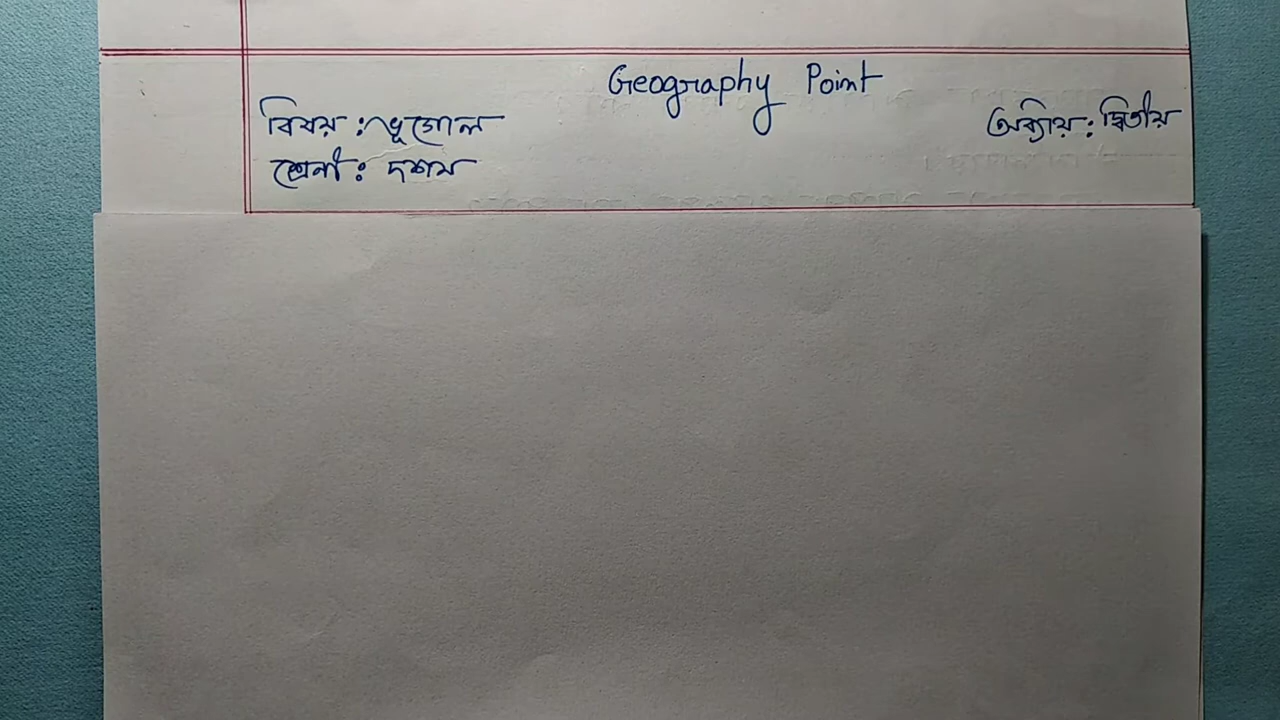 Geography Point
বিষয় : ভূগোল
অধ্যায় : দ্বিতীয়
শ্রেনী : দশম